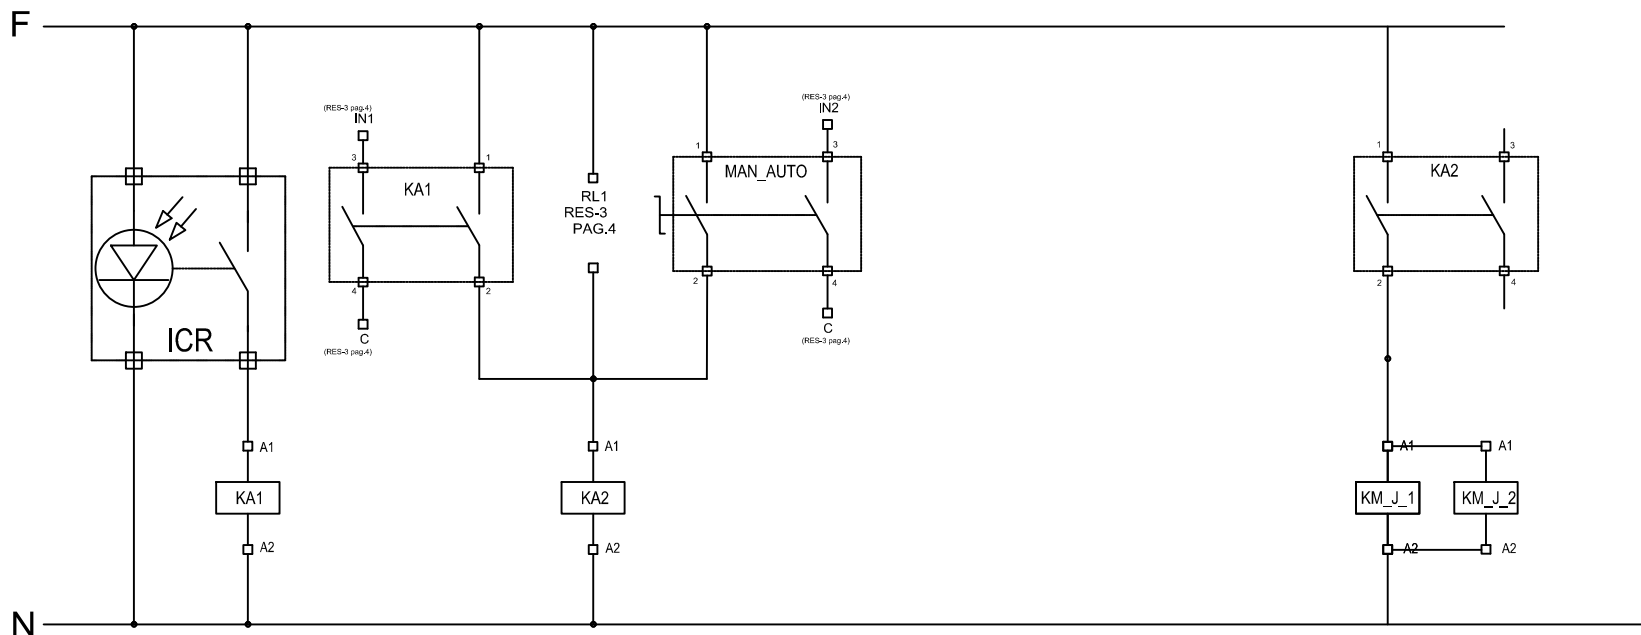 F
(RES-3 pag.4)
IN1
3
1
KA1
4
2
C
(RES-3 pag.4)
RL1
RES-3
PAG.4
(RES-3 pag.4)
IN2
1
3
MAN_AUTO
2
4
C
(RES-3 pag.4)
1
3
KA2
2
4
ICR
A1
KA1
A2
A1
KA2
A2
A1
KM_J_1
A2
A1
KM_J_2
A2
N